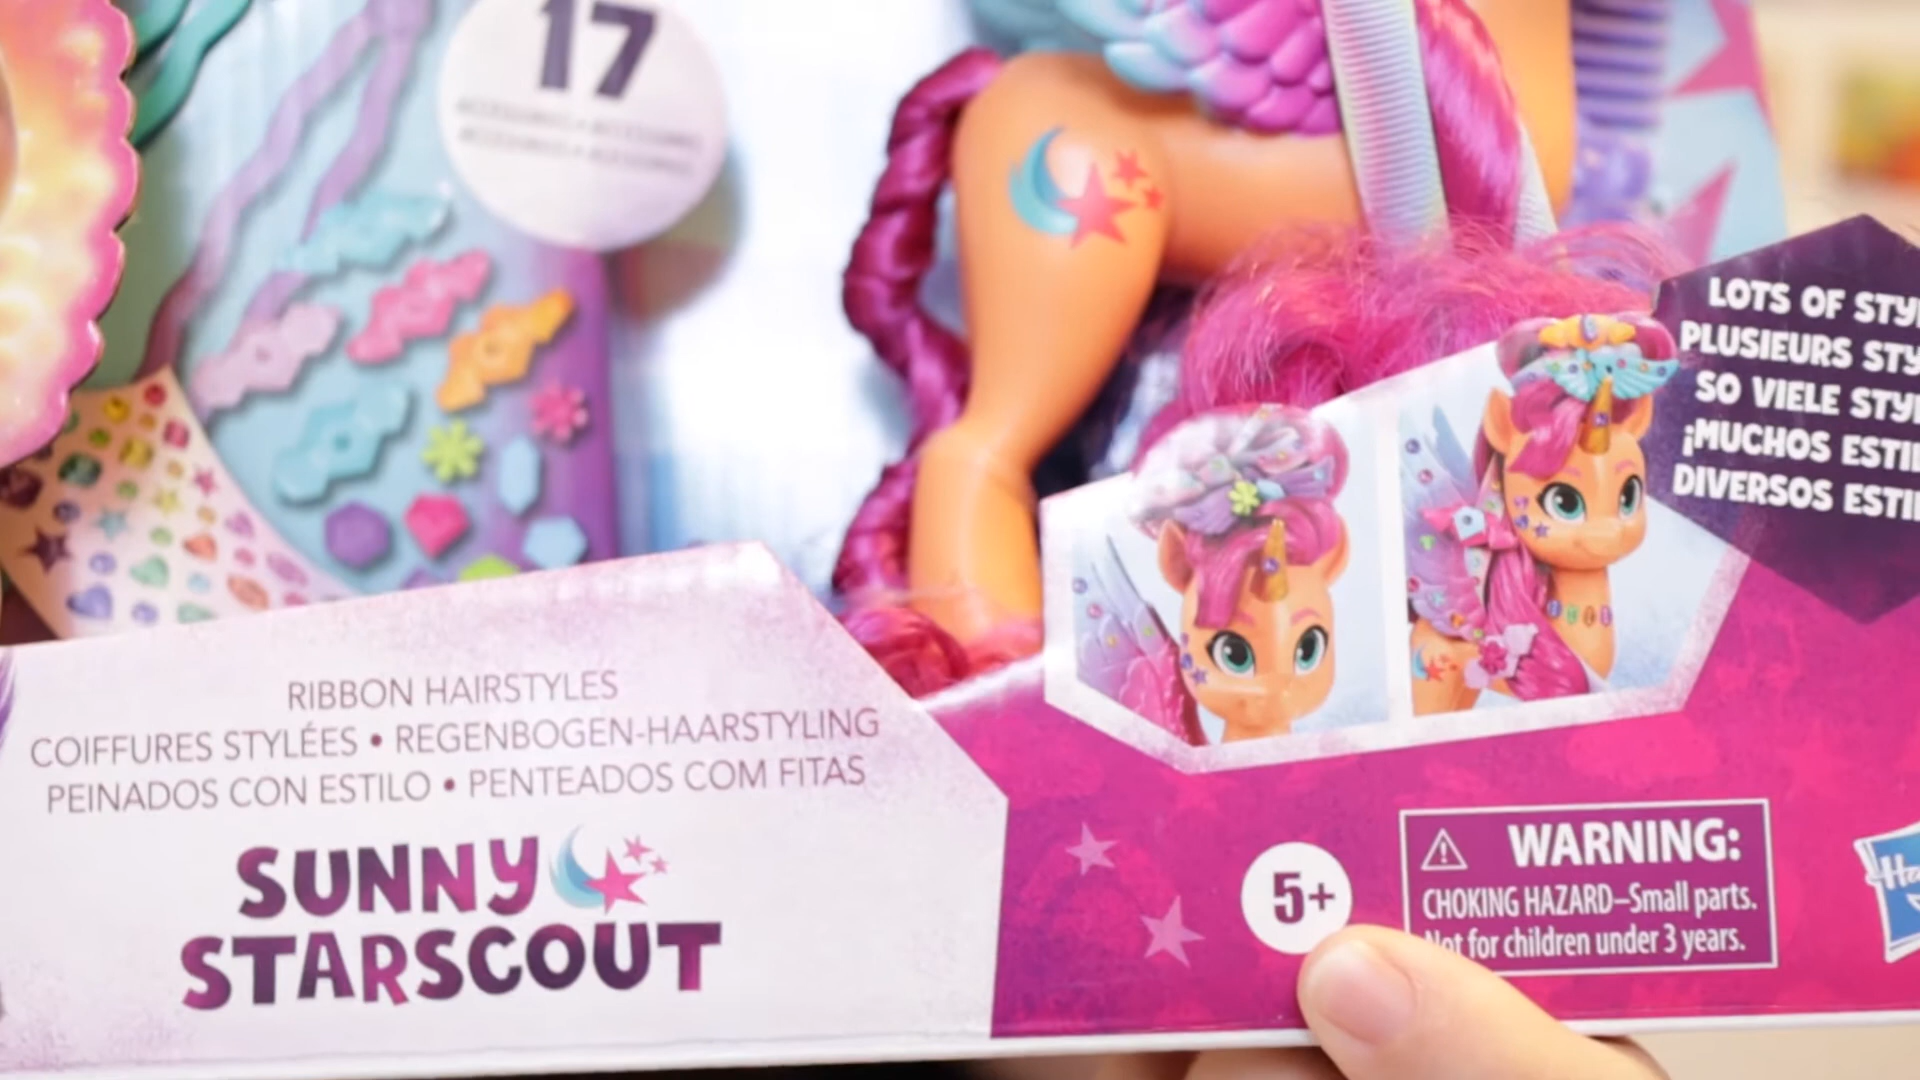 17
LOTS OF STY
PLUSIEURS STY
SO VIELE STY
¡MUCHOS ESTI
DIVERSOS ESTI
RIBBON HAIRSTYLES
COIFFURES STYLÉES • REGENBOGEN-HAARSTYLING
PEINADOS CON ESTILO • PENTEADOS COM FITAS
SUNNY
STARSCOUT
5+
WARNING:
CHOKING HAZARD–Small parts.
Not for children under 3 years.
Ha